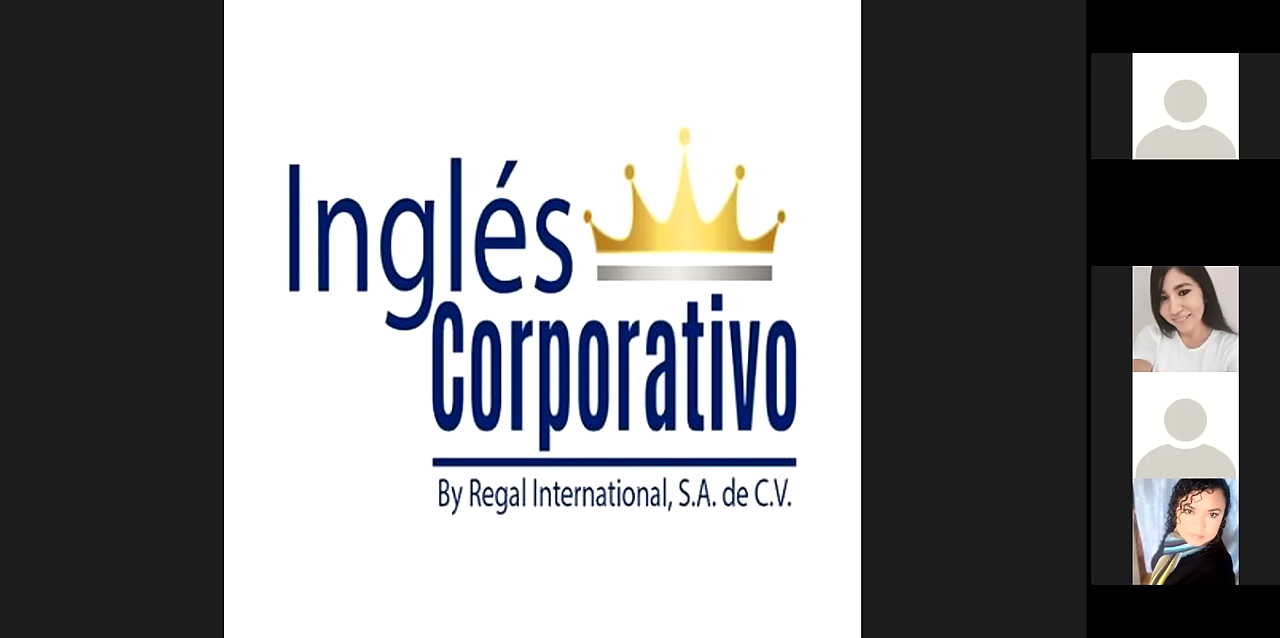 Inglés
Corporativo
By Regal International, S.A. de C.V.